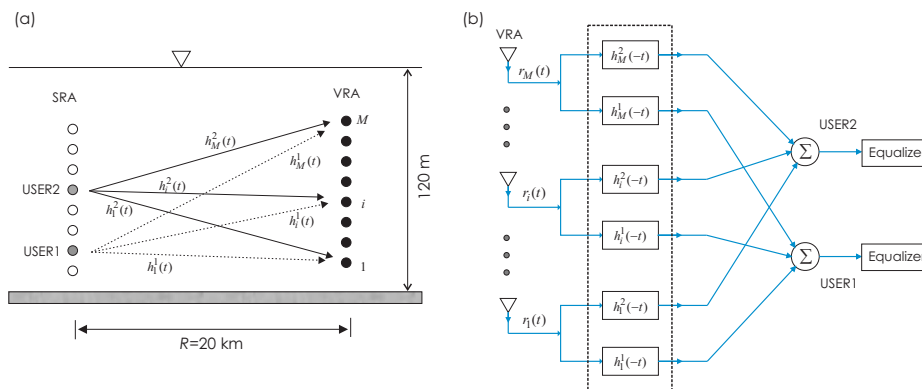 (a)
SRA
VRA
M
h_M^2(t)
h_M^1(t)
USER2
h_i^2(t)
i
h_1^2(t)
h_i^1(t)
USER1
h_1^1(t)
1
120 m
R=20 km
(b)
VRA
r_M(t)
h_M^2(-t)
h_M^1(-t)
USER2
Σ
Equalizer
r_i(t)
h_i^2(-t)
h_i^1(-t)
Σ
Equalizer
USER1
r_1(t)
h_1^2(-t)
h_1^1(-t)